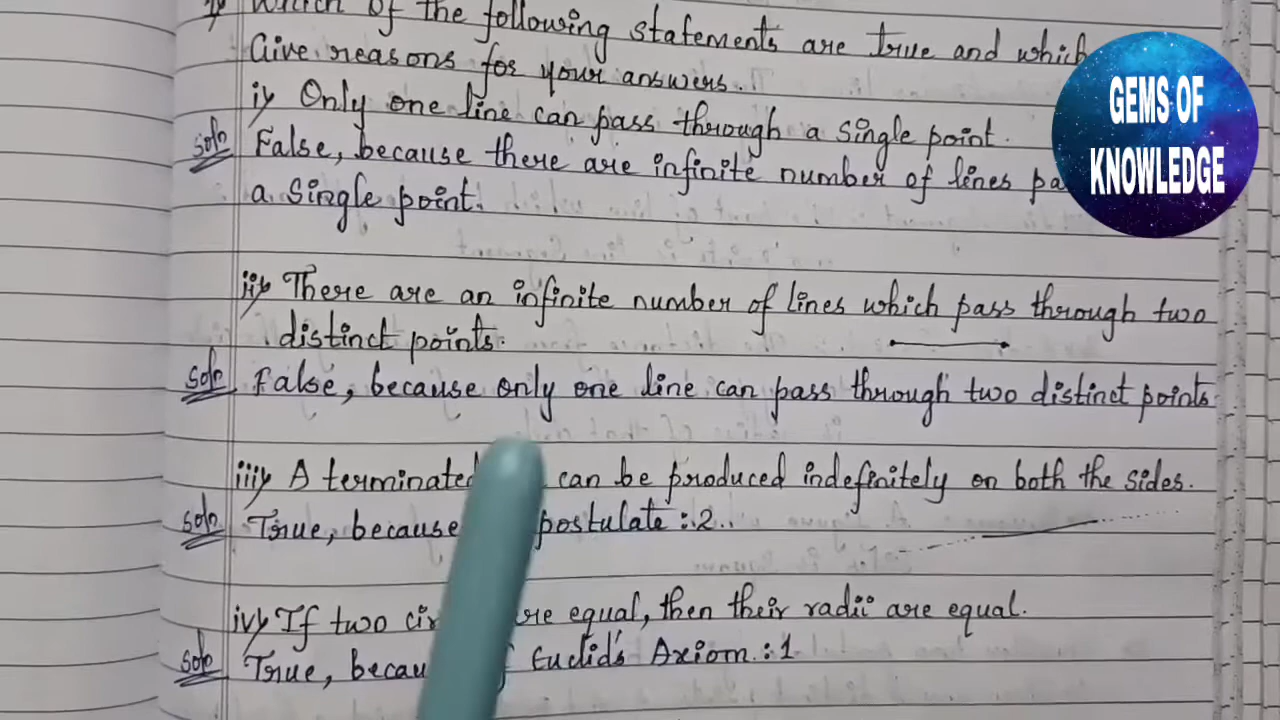 Which of the following statements are true and which
Give reasons for your answers.
i) Only one line can pass through a single point.
Soln False, because there are infinite number of lines pa
a single point.
ii) There are an infinite number of lines which pass through two
distinct points.
Soln False, because only one line can pass through two distinct points
iii) A terminated can be produced indefinitely on both the sides.
Soln True, because postulate :2.
iv) If two cir re equal, then their radii are equal.
Soln True, becau f Euclid's Axiom :1
GEMS OF
KNOWLEDGE